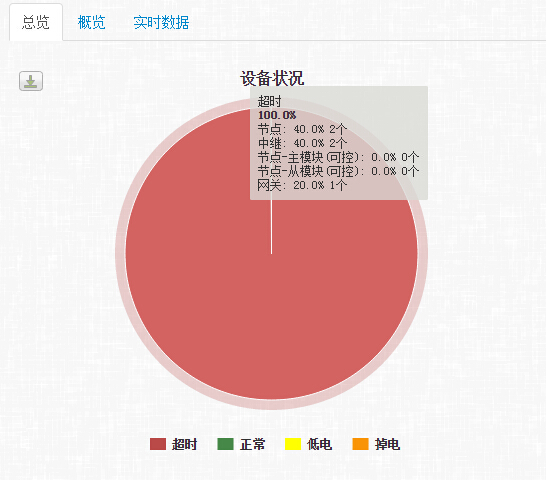 总览 概览 实时数据
设备状况
超时
100.0%
节点: 40.0% 2个
中继: 40.0% 2个
节点-主模块(可控): 0.0% 0个
节点-从模块(可控): 0.0% 0个
网关: 20.0% 1个
超时 正常 低电 掉电